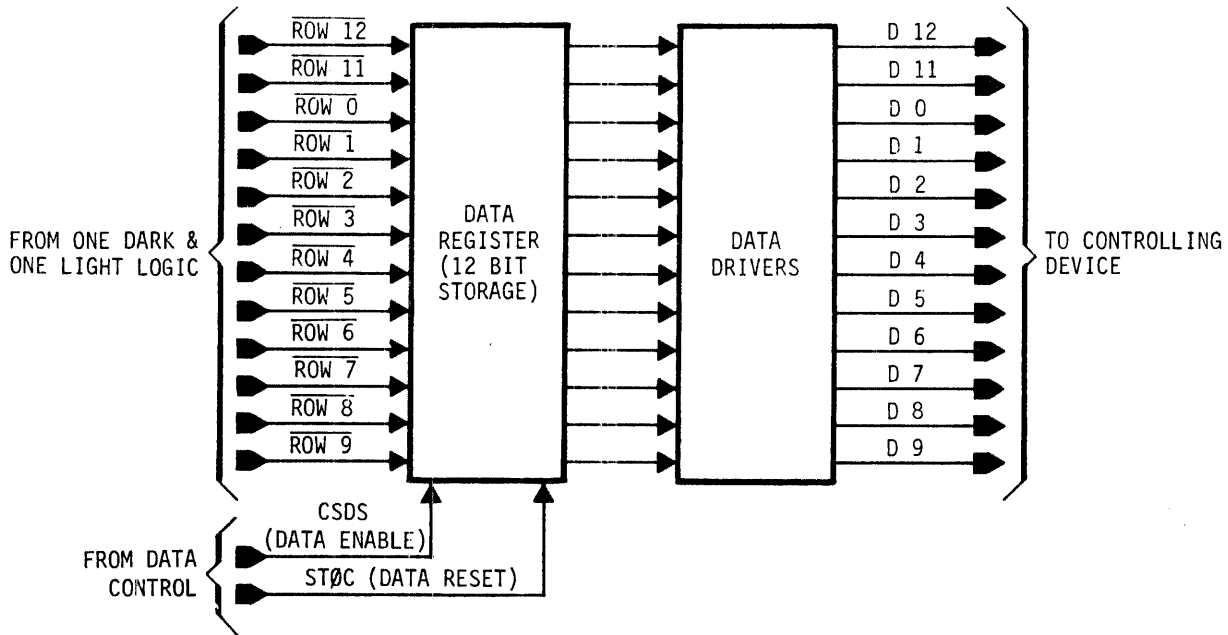 ROW 12
ROW 11
ROW 0
ROW 1
ROW 2
ROW 3
ROW 4
ROW 5
ROW 6
ROW 7
ROW 8
ROW 9
FROM ONE DARK &
ONE LIGHT LOGIC
DATA
REGISTER
(12 BIT
STORAGE)
DATA
DRIVERS
D 12
D 11
D 0
D 1
D 2
D 3
D 4
D 5
D 6
D 7
D 8
D 9
TO CONTROLLING
DEVICE
FROM DATA
CONTROL
CSDS
(DATA ENABLE)
STØC (DATA RESET)